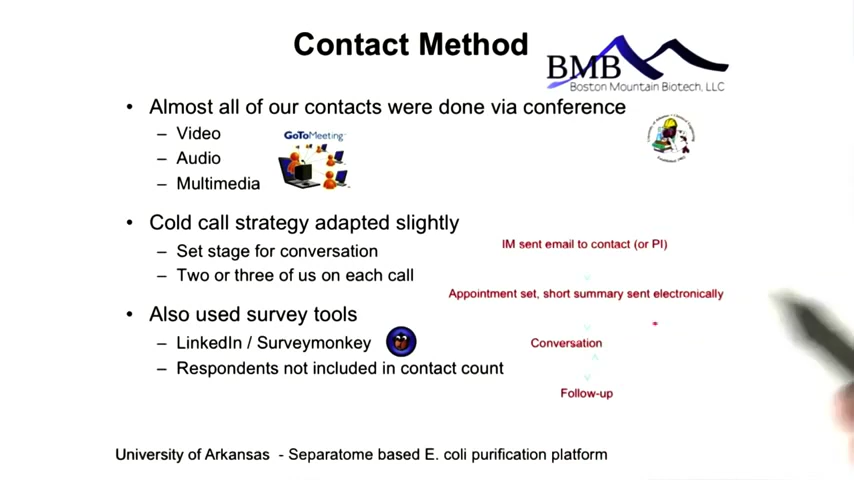 Contact Method
BMB
Boston Mountain Biotech, LLC
• Almost all of our contacts were done via conference
– Video
– Audio
– Multimedia
GoToMeeting
• Cold call strategy adapted slightly
– Set stage for conversation
– Two or three of us on each call
• Also used survey tools
– LinkedIn / Surveymonkey
– Respondents not included in contact count
IM sent email to contact (or PI)
Appointment set, short summary sent electronically
*
Conversation
Follow-up
University of Arkansas - Separatome based E. coli purification platform